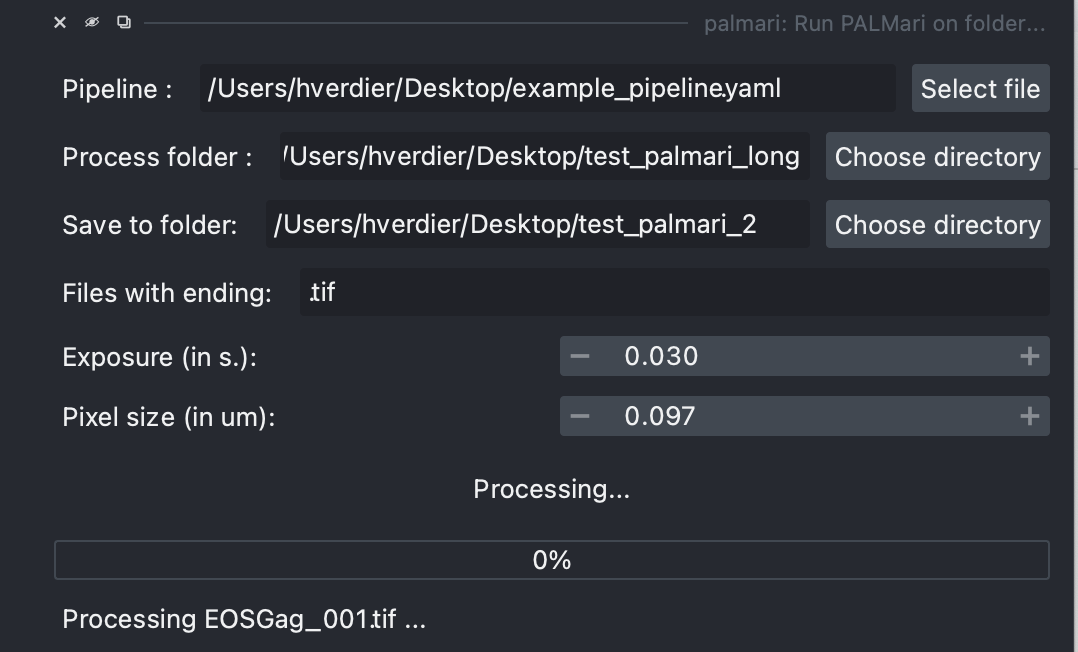 palmari: Run PALMari on folder...
Pipeline : /Users/hverdier/Desktop/example_pipeline.yaml Select file
Process folder : /Users/hverdier/Desktop/test_palmari_long Choose directory
Save to folder: /Users/hverdier/Desktop/test_palmari_2 Choose directory
Files with ending: .tif
Exposure (in s.): − 0.030 +
Pixel size (in um): − 0.097 +
Processing...
0%
Processing EOSGag_001.tif ...